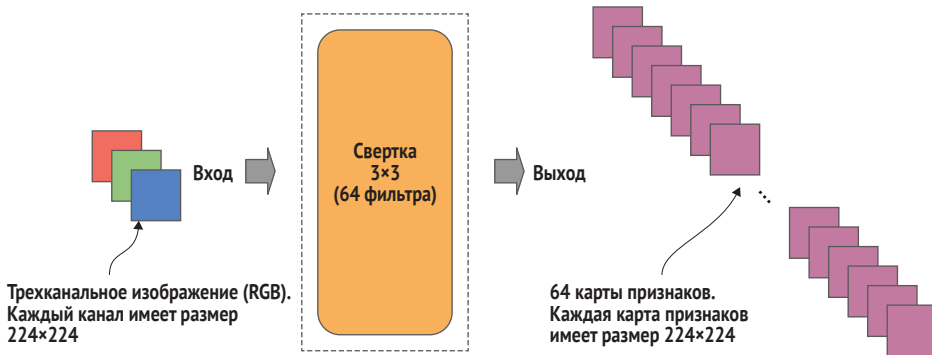 Вход
Свертка
3×3
(64 фильтра)
Выход
Трехканальное изображение (RGB).
Каждый канал имеет размер
224×224
64 карты признаков.
Каждая карта признаков
имеет размер 224×224